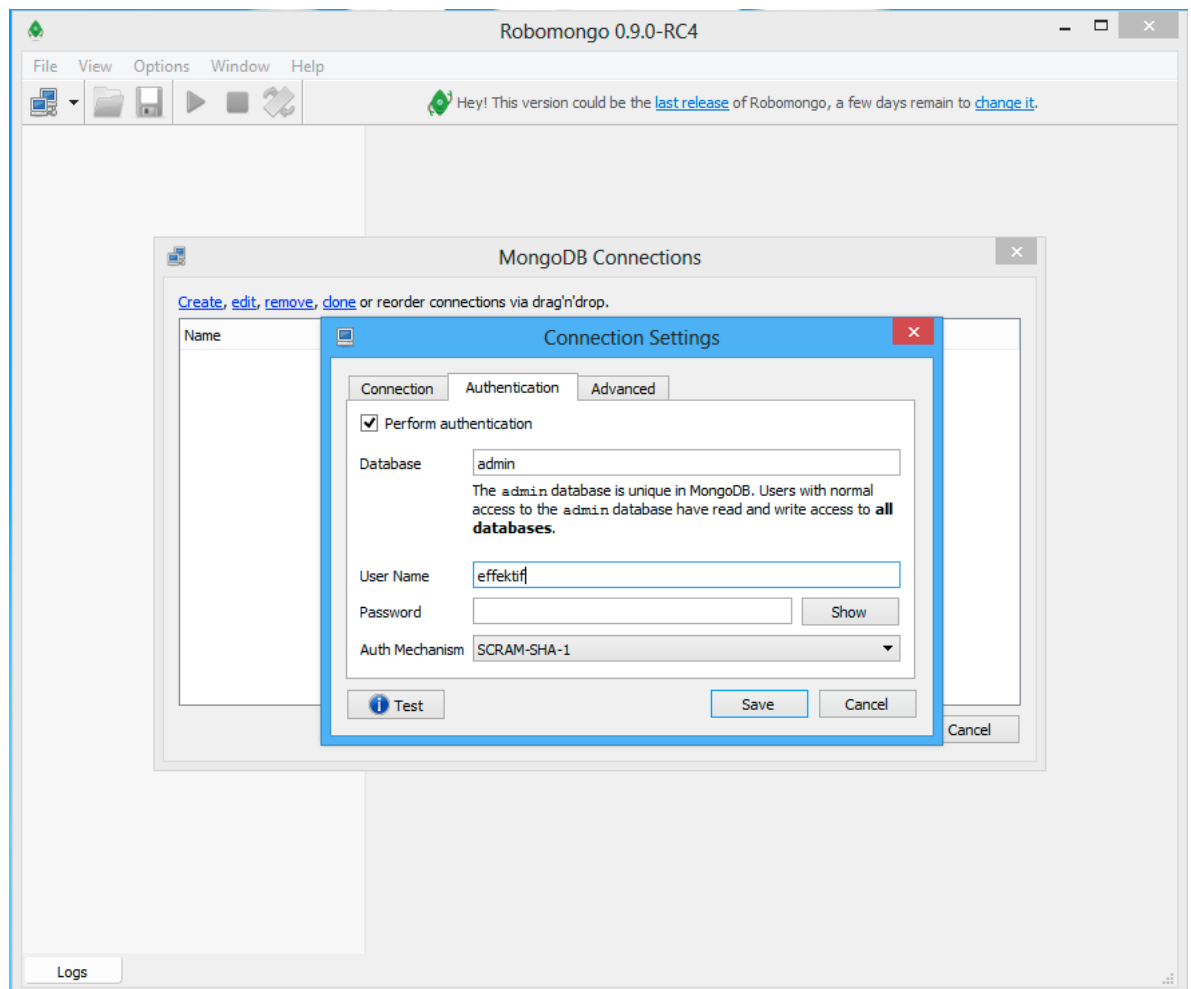 Robomongo 0.9.0-RC4
File View Options Window Help
Hey! This version could be the last release of Robomongo, a few days remain to change it.
MongoDB Connections
Create, edit, remove, clone or reorder connections via drag'n'drop.
Name
Connection Settings
Connection Authentication Advanced
Perform authentication
Database admin
The admin database is unique in MongoDB. Users with normal
access to the admin database have read and write access to all
databases.
User Name effektif
Password Show
Auth Mechanism SCRAM-SHA-1
Test Save Cancel
Cancel
Logs